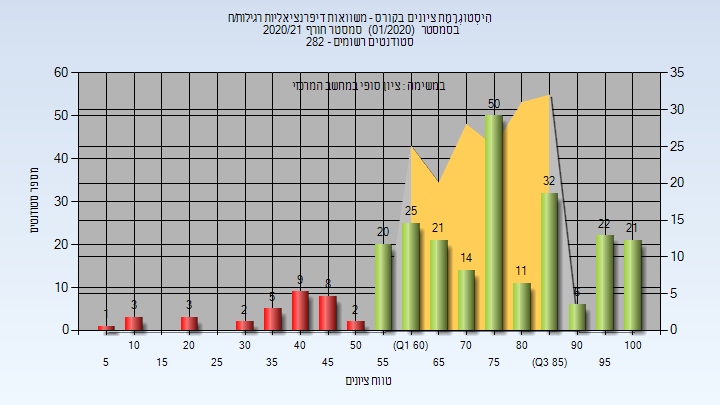 היסטוגרמת ציונים בקורס - משוואות דיפרנציאליות רגילות/ח
בסמסטר (01/2020) סמסטר חורף 2020/21
סטודנטים רשומים - 282
במשימה : ציון סופי במחשב המרכזי
60 35
50 30
40 25
30 20
20 15
10 10
0 5
0
מספר סטודנטים
1 3 3 2 5 9 8 2 20 25 21 14 50 11 32 6 22 21
10 20 30 40 50 (Q1 60) 70 80 90 100
5 15 25 35 45 55 65 75 (Q3 85) 95
טווח ציונים